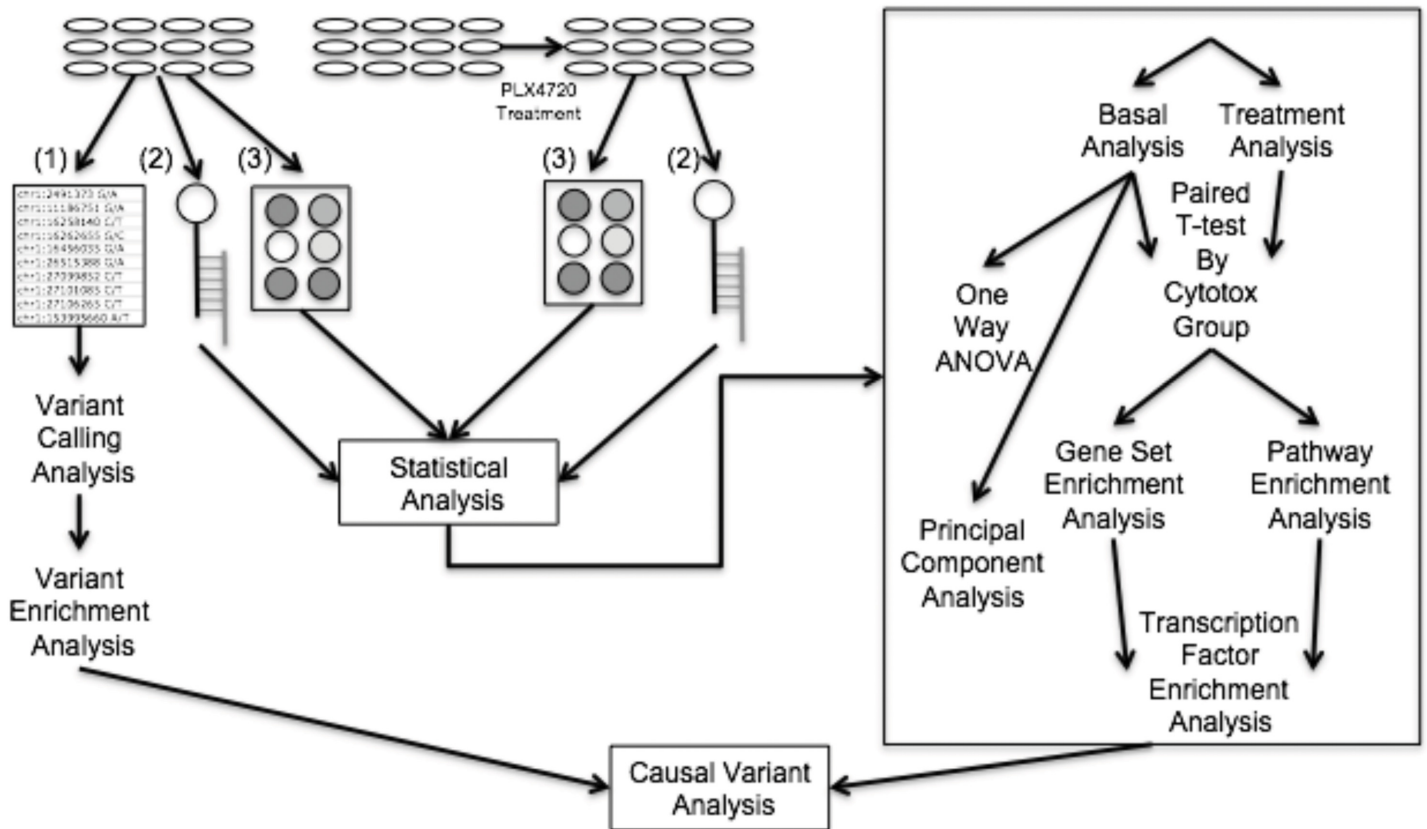 PLX4720
Treatment
(1)
(2)
(3)
(3)
(2)
chr1:2491373 G/A
chr1:11186751 G/A
chr1:16258140 C/T
chr1:16262655 G/C
chr1:16456033 G/A
chr1:26515388 G/A
chr1:27099852 C/T
chr1:27101083 C/T
chr1:27106263 C/T
chr1:153995660 A/T
Variant
Calling
Analysis
Variant
Enrichment
Analysis
Statistical
Analysis
Basal
Analysis
Treatment
Analysis
Paired
T-test
By
Cytotox
Group
One
Way
ANOVA
Principal
Component
Analysis
Gene Set
Enrichment
Analysis
Pathway
Enrichment
Analysis
Transcription
Factor
Enrichment
Analysis
Causal Variant
Analysis